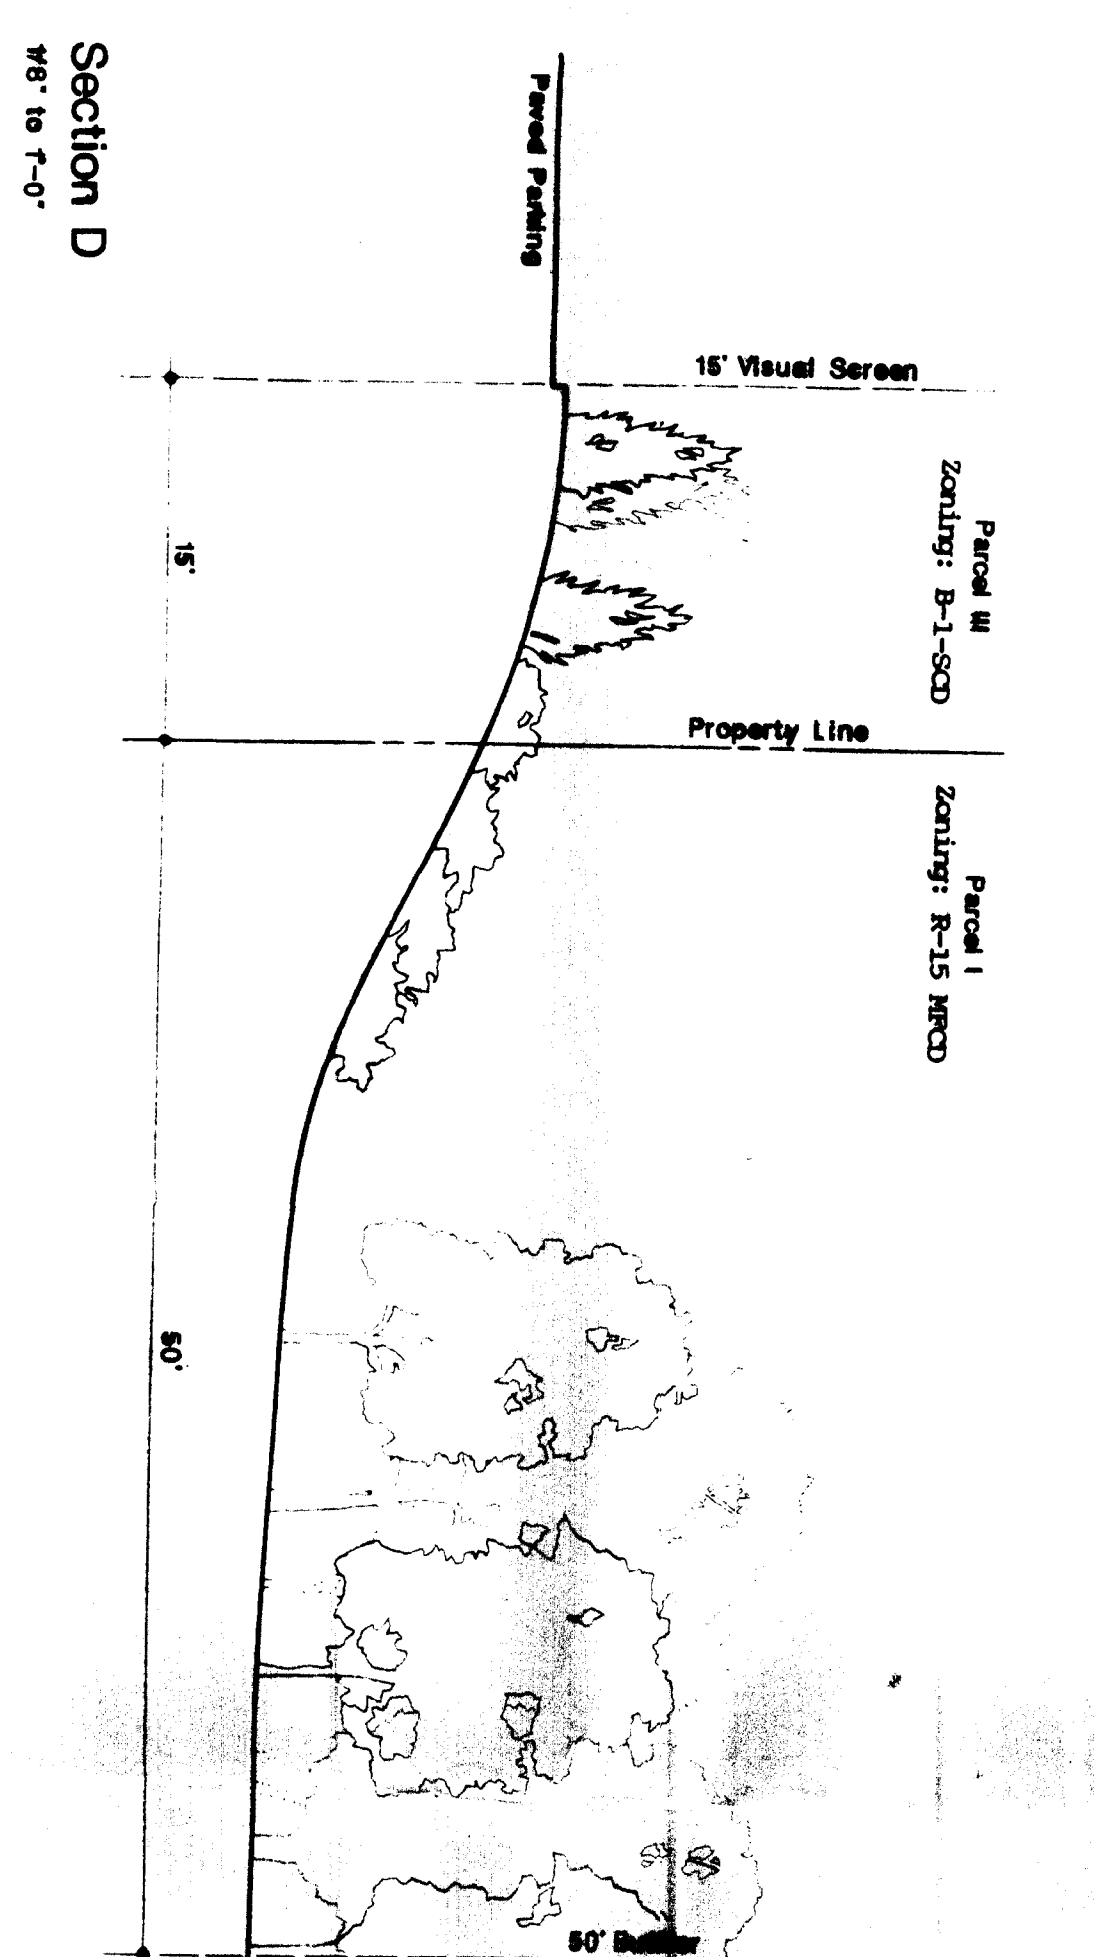 Parcel III
Zoning: B-1-SCD
Parcel I
Zoning: R-15 MFCD
15' Visual Screen
Property Line
50' Buffer
Paved Parking
15'
50'
Section D
1/8" to 1'-0"